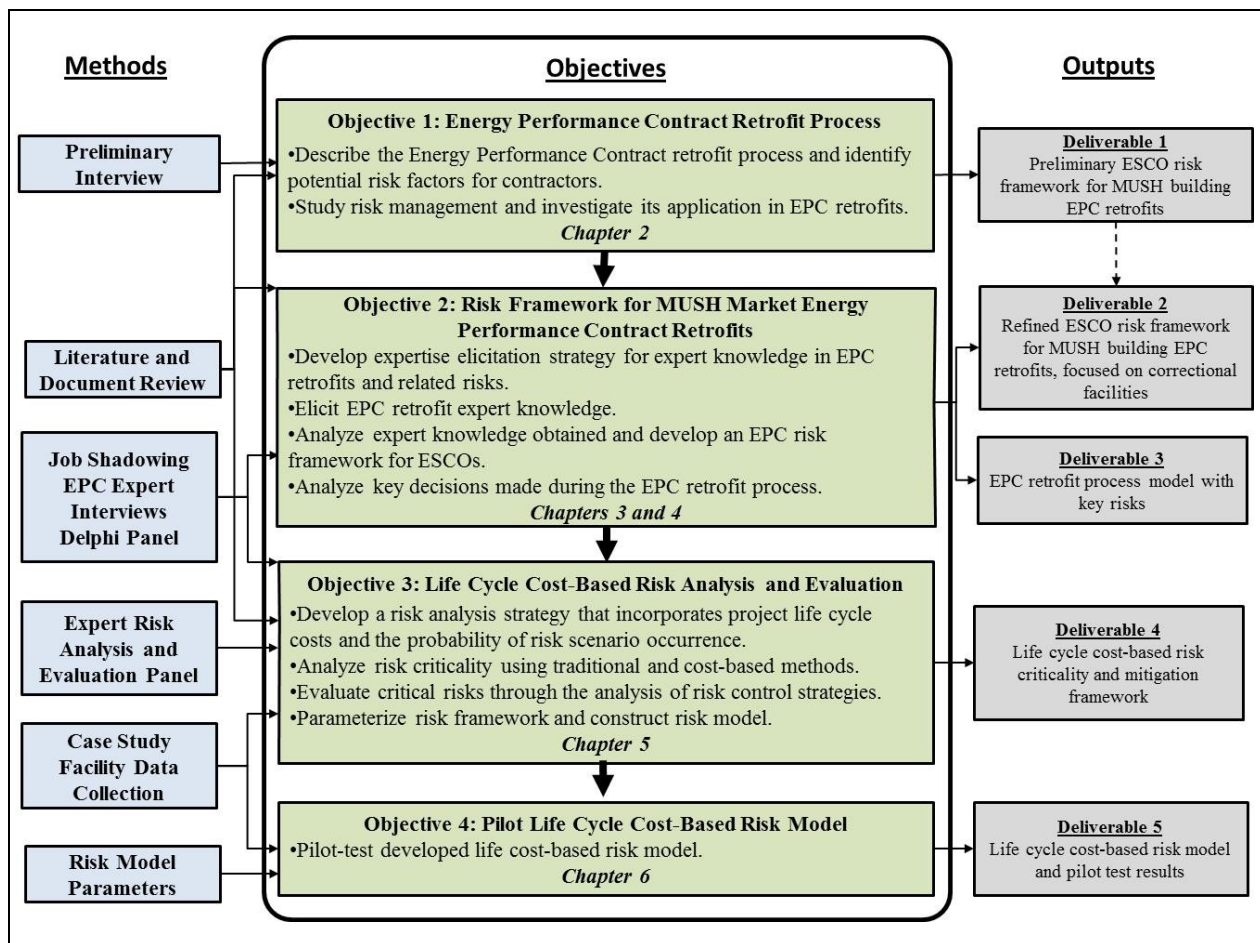 Methods
Preliminary
Interview
Literature and
Document Review
Job Shadowing
EPC Expert
Interviews
Delphi Panel
Expert Risk
Analysis and
Evaluation Panel
Case Study
Facility Data
Collection
Risk Model
Parameters
Objectives
Objective 1: Energy Performance Contract Retrofit Process
•Describe the Energy Performance Contract retrofit process and identify
potential risk factors for contractors.
•Study risk management and investigate its application in EPC retrofits.
Chapter 2
Objective 2: Risk Framework for MUSH Market Energy
Performance Contract Retrofits
•Develop expertise elicitation strategy for expert knowledge in EPC
retrofits and related risks.
•Elicit EPC retrofit expert knowledge.
•Analyze expert knowledge obtained and develop an EPC risk
framework for ESCOs.
•Analyze key decisions made during the EPC retrofit process.
Chapters 3 and 4
Objective 3: Life Cycle Cost-Based Risk Analysis and Evaluation
•Develop a risk analysis strategy that incorporates project life cycle
costs and the probability of risk scenario occurrence.
•Analyze risk criticality using traditional and cost-based methods.
•Evaluate critical risks through the analysis of risk control strategies.
•Parameterize risk framework and construct risk model.
Chapter 5
Objective 4: Pilot Life Cycle Cost-Based Risk Model
•Pilot-test developed life cost-based risk model.
Chapter 6
Outputs
Deliverable 1
Preliminary ESCO risk
framework for MUSH building
EPC retrofits
Deliverable 2
Refined ESCO risk framework
for MUSH building EPC
retrofits, focused on correctional
facilities
Deliverable 3
EPC retrofit process model with
key risks
Deliverable 4
Life cycle cost-based risk
criticality and mitigation
framework
Deliverable 5
Life cycle cost-based risk model
and pilot test results